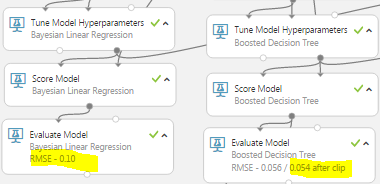 Tune Model Hyperparameters
Bayesian Linear Regression
Score Model
Bayesian Linear Regression
Evaluate Model
Bayesian Linear Regression
RMSE - 0.10
Tune Model Hyperparameters
Boosted Decision Tree
Score Model
Boosted Decision Tree
Evaluate Model
Boosted Decision Tree
RMSE - 0.056 / 0.054 after clip